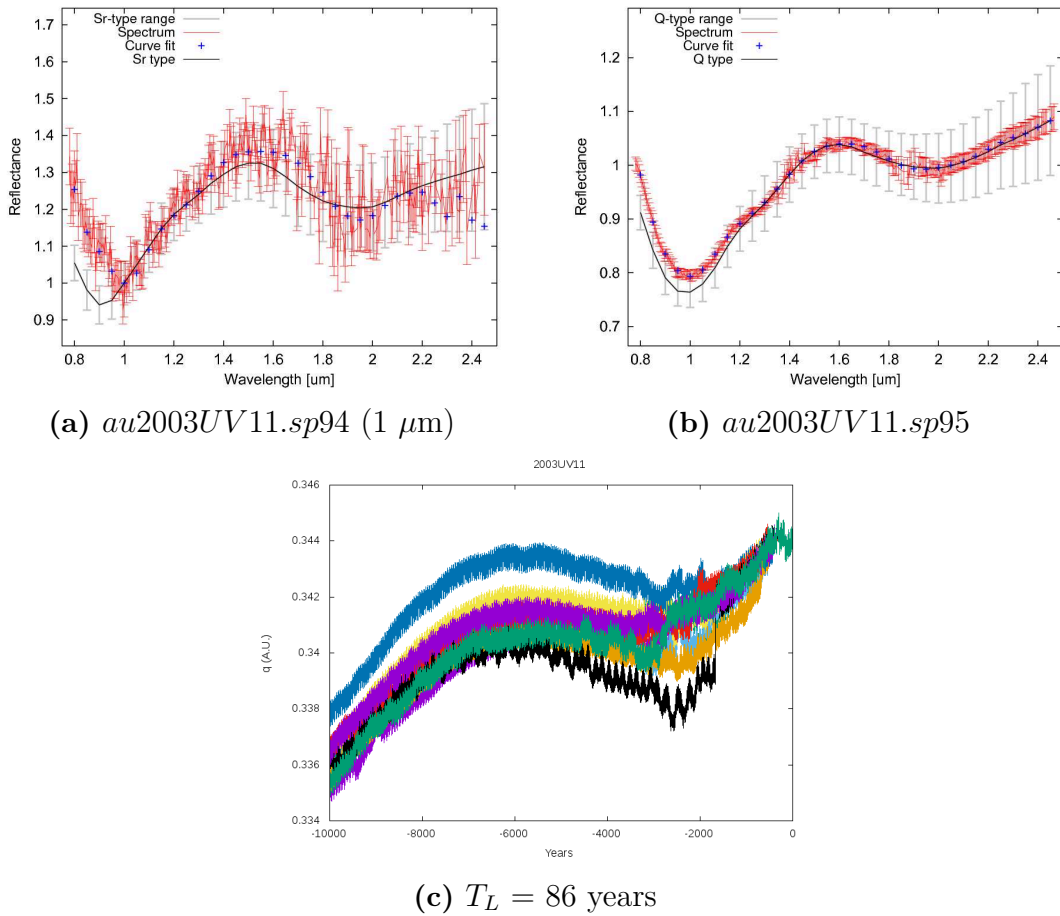 Sr-type range
Spectrum
Curve fit
Sr type
1.7
1.6
1.5
1.4
1.3
1.2
1.1
1
0.9
Reflectance
0.8 1 1.2 1.4 1.6 1.8 2 2.2 2.4
Wavelength [um]
(a) au2003UV11.sp94 (1 μm)
Q-type range
Spectrum
Curve fit
Q type
1.2
1.1
1
0.9
0.8
0.7
Reflectance
0.8 1 1.2 1.4 1.6 1.8 2 2.2 2.4
Wavelength [um]
(b) au2003UV11.sp95
2003UV11
0.346
0.344
0.342
0.34
0.338
0.336
0.334
q (A.U.)
-10000 -8000 -6000 -4000 -2000 0
Years
(c) T_L = 86 years